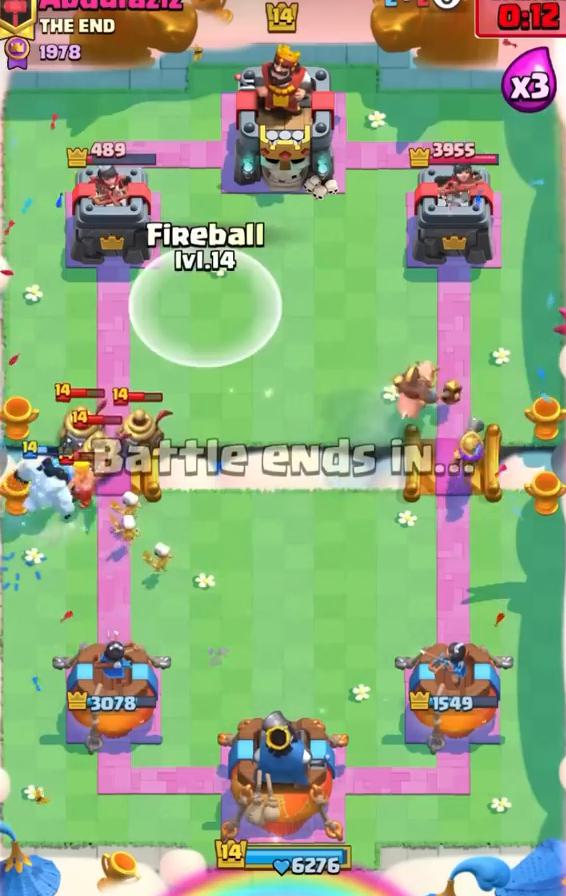 Abdulaziz
THE END
1978
14
0:12
x3
489
3955
Fireball
lvl.14
14
14
14
14
Battle ends in...
3078
1549
14
6276